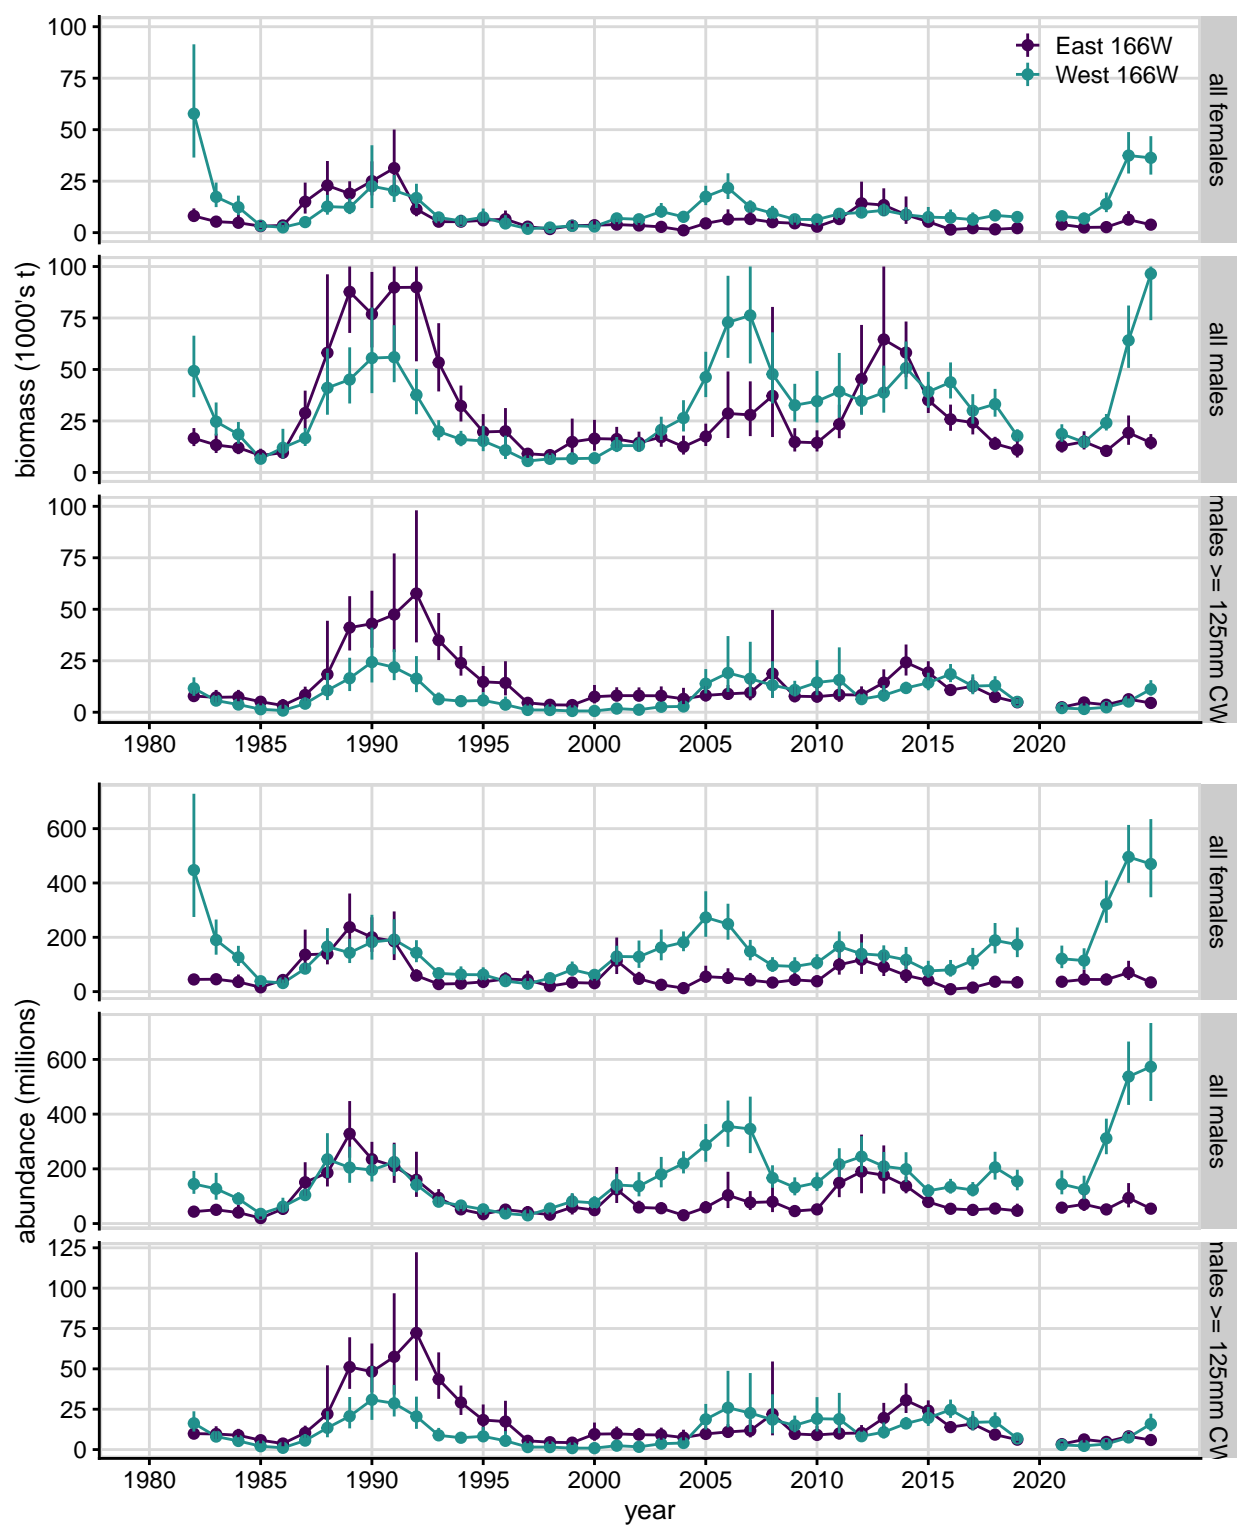 East 166W
West 166W
100
75
50
25
0
all females
100
75
50
25
0
all males
biomass (1000's t)
100
75
50
25
0
males >= 125mm CW
1980 1985 1990 1995 2000 2005 2010 2015 2020
600
400
200
0
all females
600
400
200
0
all males
abundance (millions)
125
100
75
50
25
0
males >= 125mm CW
1980 1985 1990 1995 2000 2005 2010 2015 2020
year